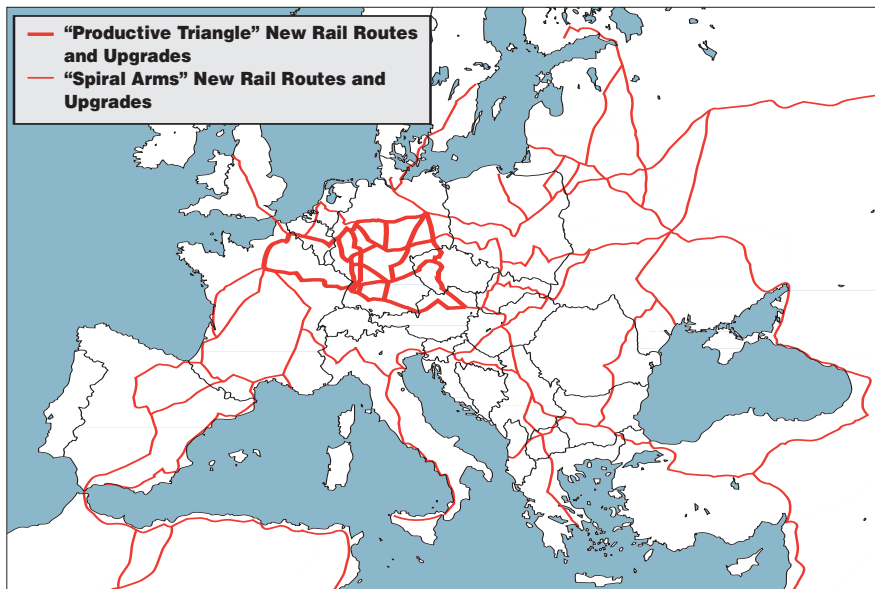 “Productive Triangle” New Rail Routes
and Upgrades
“Spiral Arms” New Rail Routes and
Upgrades